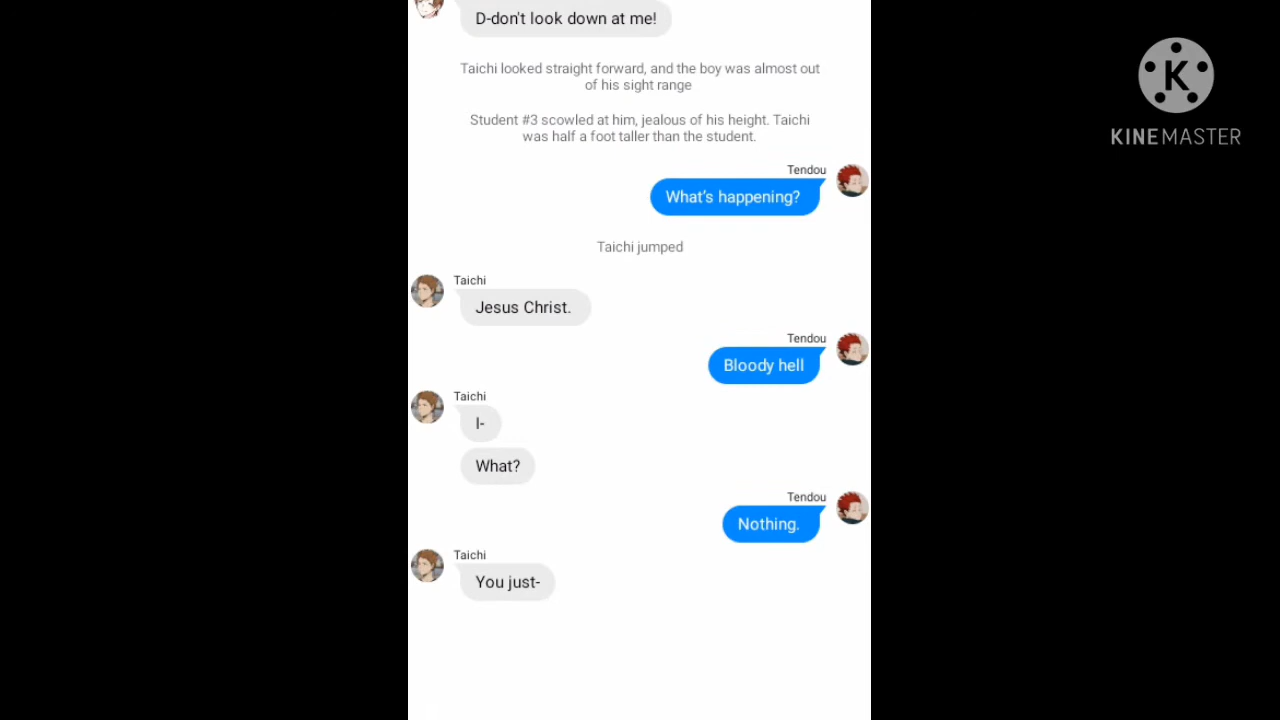 D-don't look down at me!
Taichi looked straight forward, and the boy was almost out
of his sight range
Student #3 scowled at him, jealous of his height. Taichi
was half a foot taller than the student.
Tendou
What's happening?
Taichi jumped
Taichi
Jesus Christ.
Tendou
Bloody hell
Taichi
I-
What?
Tendou
Nothing.
Taichi
You just-
K
KINEMASTER